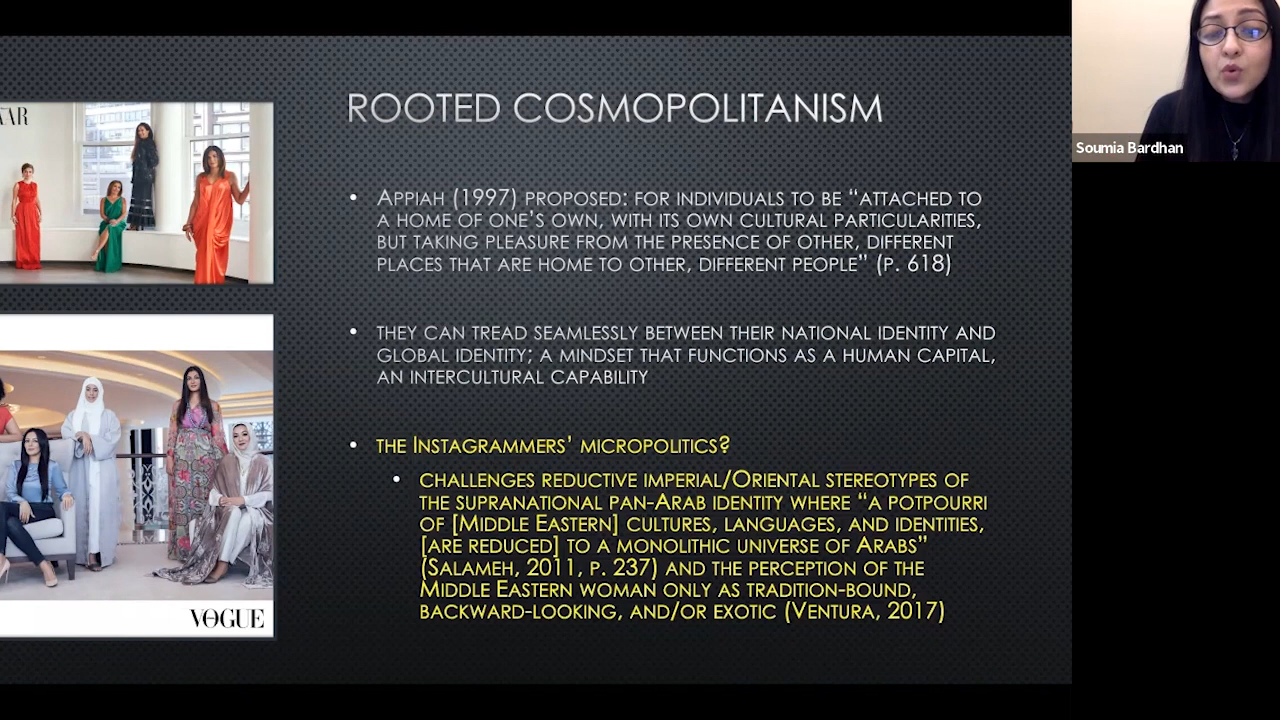 AAR
ROOTED COSMOPOLITANISM
Soumia Bardhan
• APPIAH (1997) PROPOSED: FOR INDIVIDUALS TO BE “ATTACHED TO
A HOME OF ONE’S OWN, WITH ITS OWN CULTURAL PARTICULARITIES,
BUT TAKING PLEASURE FROM THE PRESENCE OF OTHER, DIFFERENT
PLACES THAT ARE HOME TO OTHER, DIFFERENT PEOPLE” (P. 618)
• THEY CAN TREAD SEAMLESSLY BETWEEN THEIR NATIONAL IDENTITY AND
GLOBAL IDENTITY; A MINDSET THAT FUNCTIONS AS A HUMAN CAPITAL,
AN INTERCULTURAL CAPABILITY
• THE INSTAGRAMMERS’ MICROPOLITICS?
• CHALLENGES REDUCTIVE IMPERIAL/ORIENTAL STEREOTYPES OF
THE SUPRANATIONAL PAN-ARAB IDENTITY WHERE “A POTPOURRI
OF [MIDDLE EASTERN] CULTURES, LANGUAGES, AND IDENTITIES,
[ARE REDUCED] TO A MONOLITHIC UNIVERSE OF ARABS”
(SALAMEH, 2011, P. 237) AND THE PERCEPTION OF THE
MIDDLE EASTERN WOMAN ONLY AS TRADITION-BOUND,
BACKWARD-LOOKING, AND/OR EXOTIC (VENTURA, 2017)
VOGUE